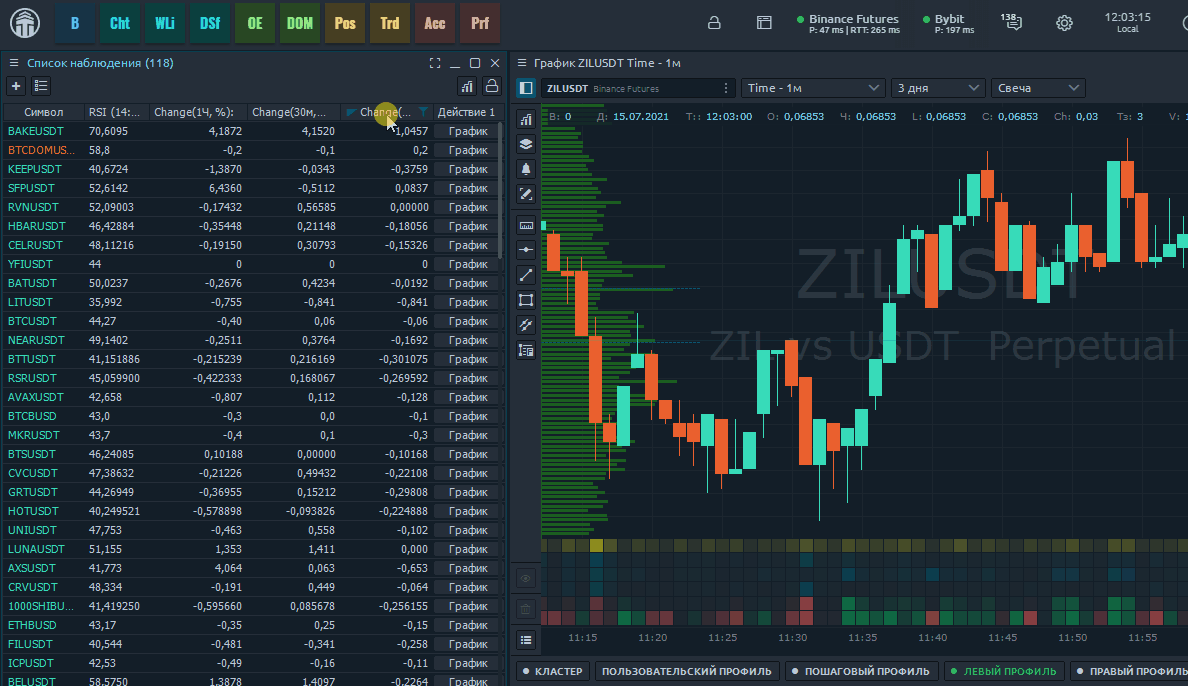 B Cht WLi DSf OE DOM Pos Trd Acc Prf
Binance Futures
P: 47 ms | RTT: 265 ms
Bybit
P: 197 ms
138
12:03:15
Local
Список наблюдения (118)
Символ RSI (14:... Change(1Ч, %): Change(30м,... Change(... Действие 1
BAKEUSDT 70,6095 4,1872 4,1520 -1,0457 График
BTCDOMUS... 58,8 -0,2 -0,1 0,2 График
KEEPUSDT 40,6724 -1,3870 -0,0343 -0,3759 График
SFPUSDT 52,6142 6,4360 -0,5112 0,0837 График
RVNUSDT 52,09003 -0,17432 0,56585 0,00000 График
HBARUSDT 46,42884 -0,35448 0,21148 -0,18056 График
CELRUSDT 48,11216 -0,19150 0,30793 -0,15326 График
YFIUSDT 44 0 0 0 График
BATUSDT 50,0237 -0,2676 0,4234 -0,0192 График
LITUSDT 35,992 -0,755 -0,841 -0,841 График
BTCUSDT 44,27 -0,40 0,06 -0,06 График
NEARUSDT 49,1402 -0,2511 0,3764 -0,1692 График
BTTUSDT 41,151886 -0,215239 0,216169 -0,301075 График
RSRUSDT 45,059900 -0,422333 0,168067 -0,269592 График
AVAXUSDT 42,658 -0,807 0,112 -0,128 График
BTCBUSD 43,0 -0,3 0,0 -0,1 График
MKRUSDT 43,7 -0,4 0,1 -0,3 График
BTSUSDT 46,24085 0,10188 0,00000 -0,10168 График
CVCUSDT 47,38632 -0,21226 0,49432 -0,22108 График
GRTUSDT 44,26949 -0,36955 0,15212 -0,29808 График
HOTUSDT 40,249521 -0,578898 -0,093826 -0,224888 График
UNIUSDT 47,753 -0,463 0,558 -0,102 График
LUNAUSDT 51,155 1,353 1,411 0,000 График
AXSUSDT 41,773 4,064 0,063 -0,653 График
CRVUSDT 48,334 -0,191 0,449 -0,064 График
1000SHIBU... 41,419250 -0,595660 0,085678 -0,256155 График
ETHBUSD 43,17 -0,35 0,25 -0,15 График
FILUSDT 40,544 -0,481 -0,341 -0,068 График
ICPUSDT 42,53 -0,49 -0,16 -0,11 График
BELUSDT 58,5750 1,3878 1,4097 -0,2264 График
График ZILUSDT Time - 1м
ZILUSDT Binance Futures Time - 1м 3 дня Свеча
В: 0 Д: 15.07.2021 Т:: 12:03:00 О: 0,06853 Ч: 0,06853 L: 0,06853 С: 0,06853 Ch: 0,03 Тз: 3 V:
ZILUSDT
ZIL vs USDT Perpetual
11:15 11:20 11:25 11:30 11:35 11:40 11:45 11:50 11:55
КЛАСТЕР ПОЛЬЗОВАТЕЛЬСКИЙ ПРОФИЛЬ ПОШАГОВЫЙ ПРОФИЛЬ ЛЕВЫЙ ПРОФИЛЬ ПРАВЫЙ ПРОФИЛЬ